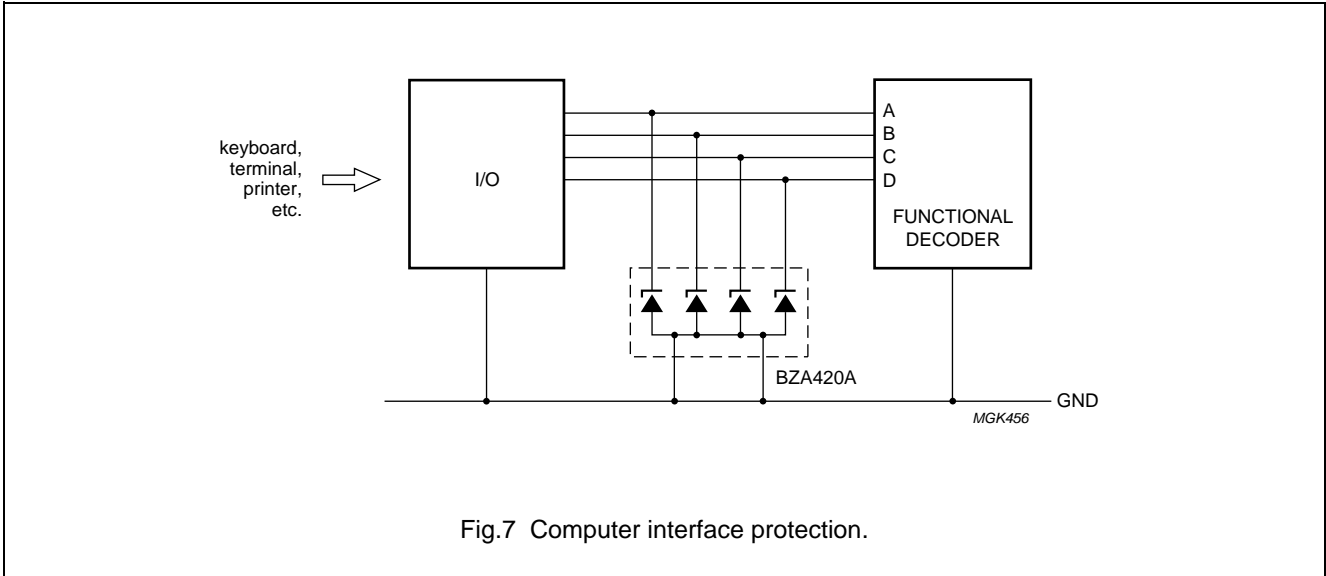 keyboard,
terminal,
printer,
etc.
I/O
A
B
C
D
FUNCTIONAL
DECODER
BZA420A
GND
MGK456
Fig.7 Computer interface protection.